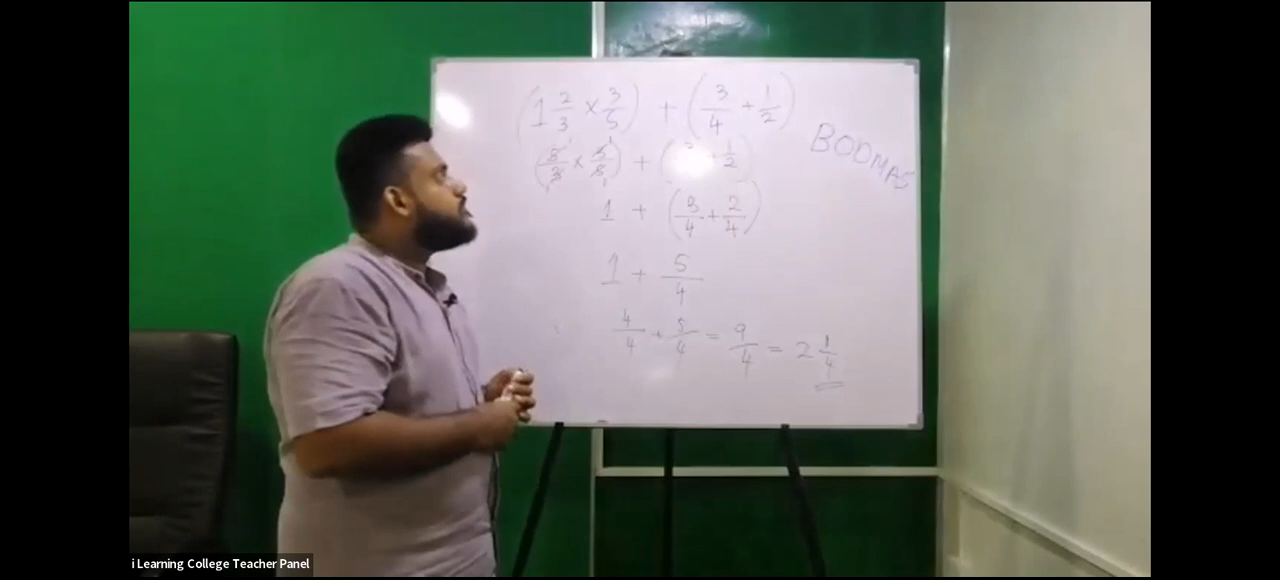 (1 2/3 × 3/5) + (3/4 + 1/2)
BODMAS
(5/3 × 3/5) + ( + 1/2)
1 + (3/4 + 2/4)
1 + 5/4
4/4 + 5/4 = 9/4 = 2 1/4
i Learning College Teacher Panel